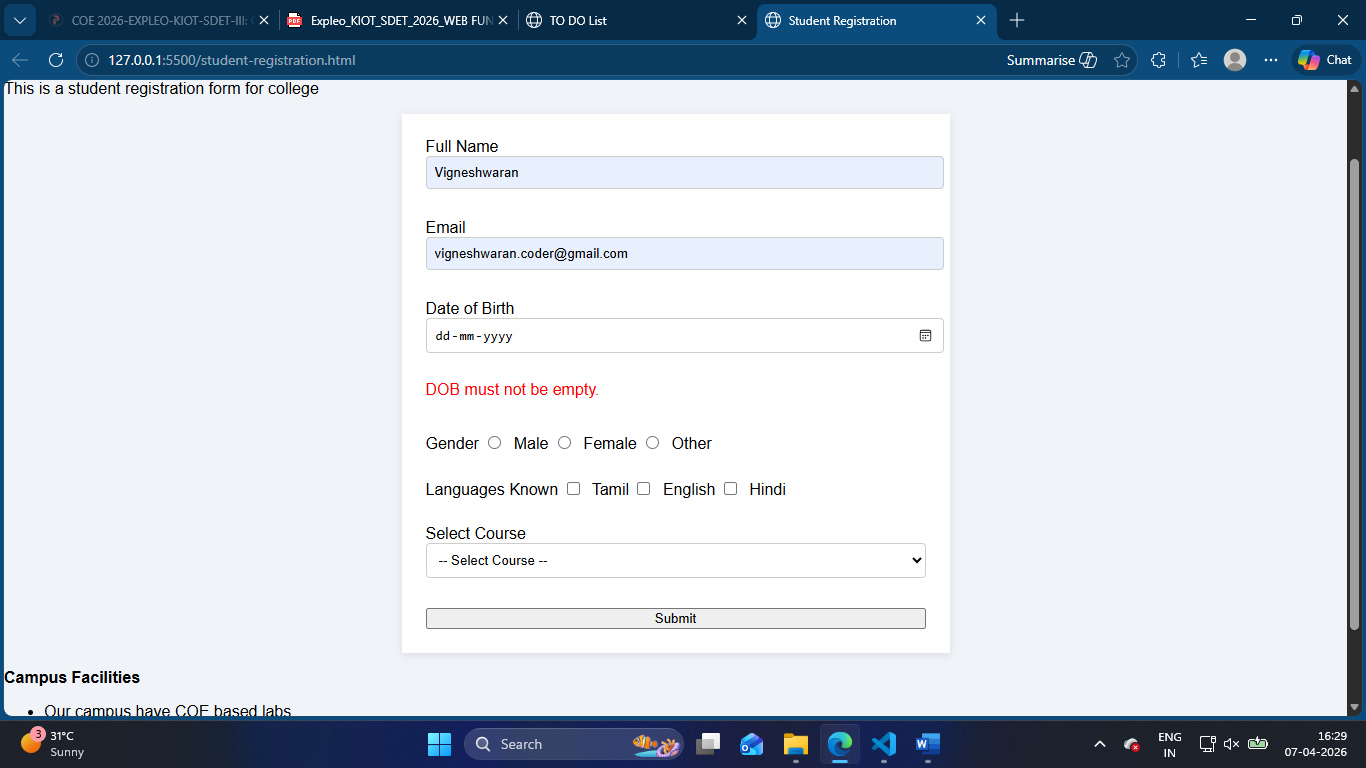 COE 2026-EXPLEO-KIOT-SDET-III:
Expleo_KIOT_SDET_2026_WEB FUN
TO DO List
Student Registration
127.0.0.1:5500/student-registration.html
Summarise
Chat
This is a student registration form for college
Full Name
Vigneshwaran
Email
vigneshwaran.coder@gmail.com
Date of Birth
dd-mm-yyyy
DOB must not be empty.
Gender Male Female Other
Languages Known Tamil English Hindi
Select Course
-- Select Course --
Submit
Campus Facilities
• Our campus have COE based labs
3
31°C
Sunny
Search
ENG
IN
16:29
07-04-2026